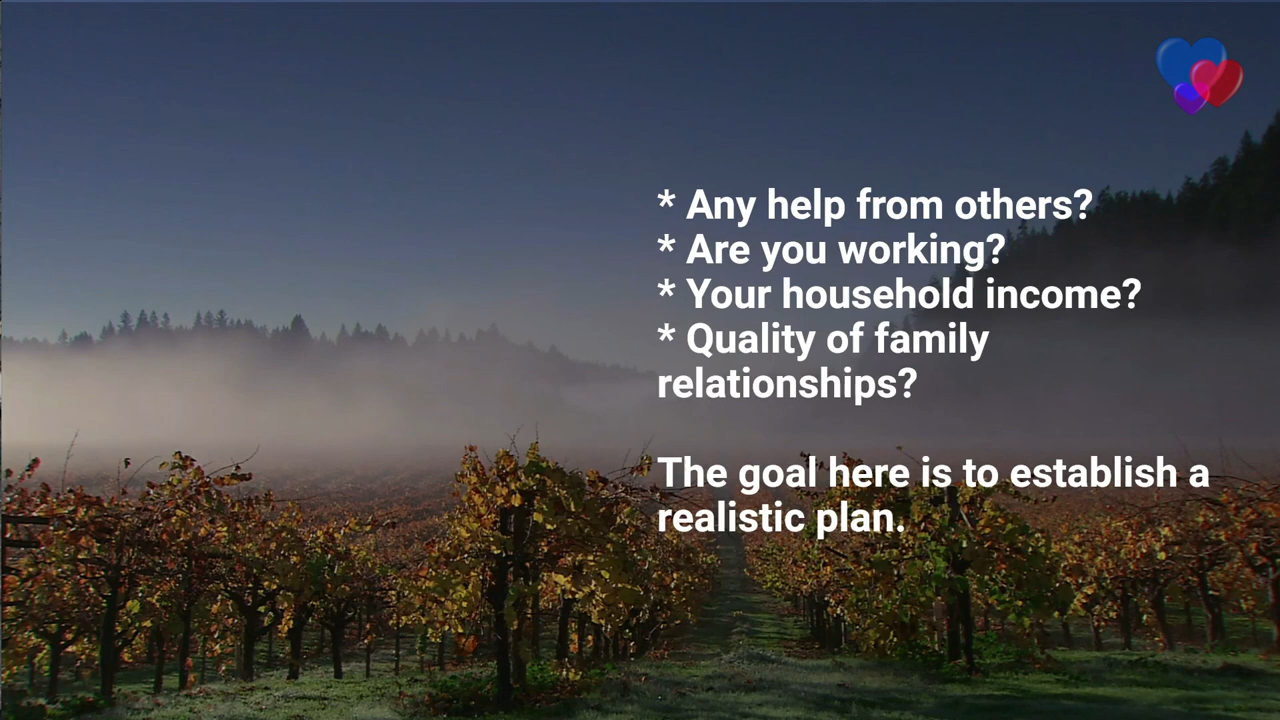 * Any help from others?
* Are you working?
* Your household income?
* Quality of family
relationships?
The goal here is to establish a
realistic plan.